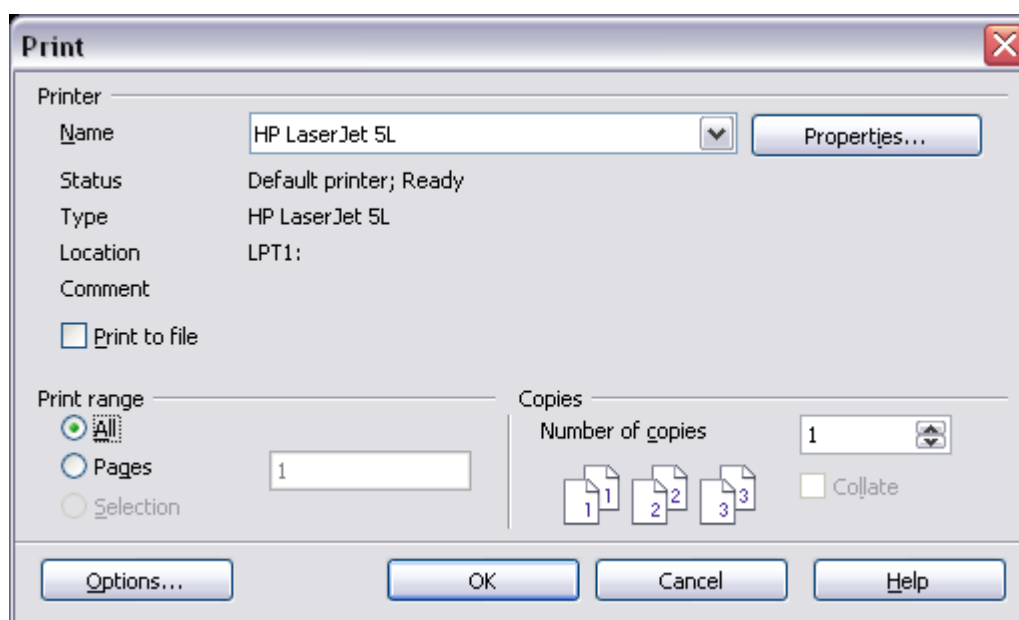 Print
Printer
Name HP LaserJet 5L Properties...
Status Default printer; Ready
Type HP LaserJet 5L
Location LPT1:
Comment
Print to file
Print range
All
Pages 1
Selection
Copies
Number of copies 1
1 1 2 2 3 3 Collate
Options... OK Cancel Help